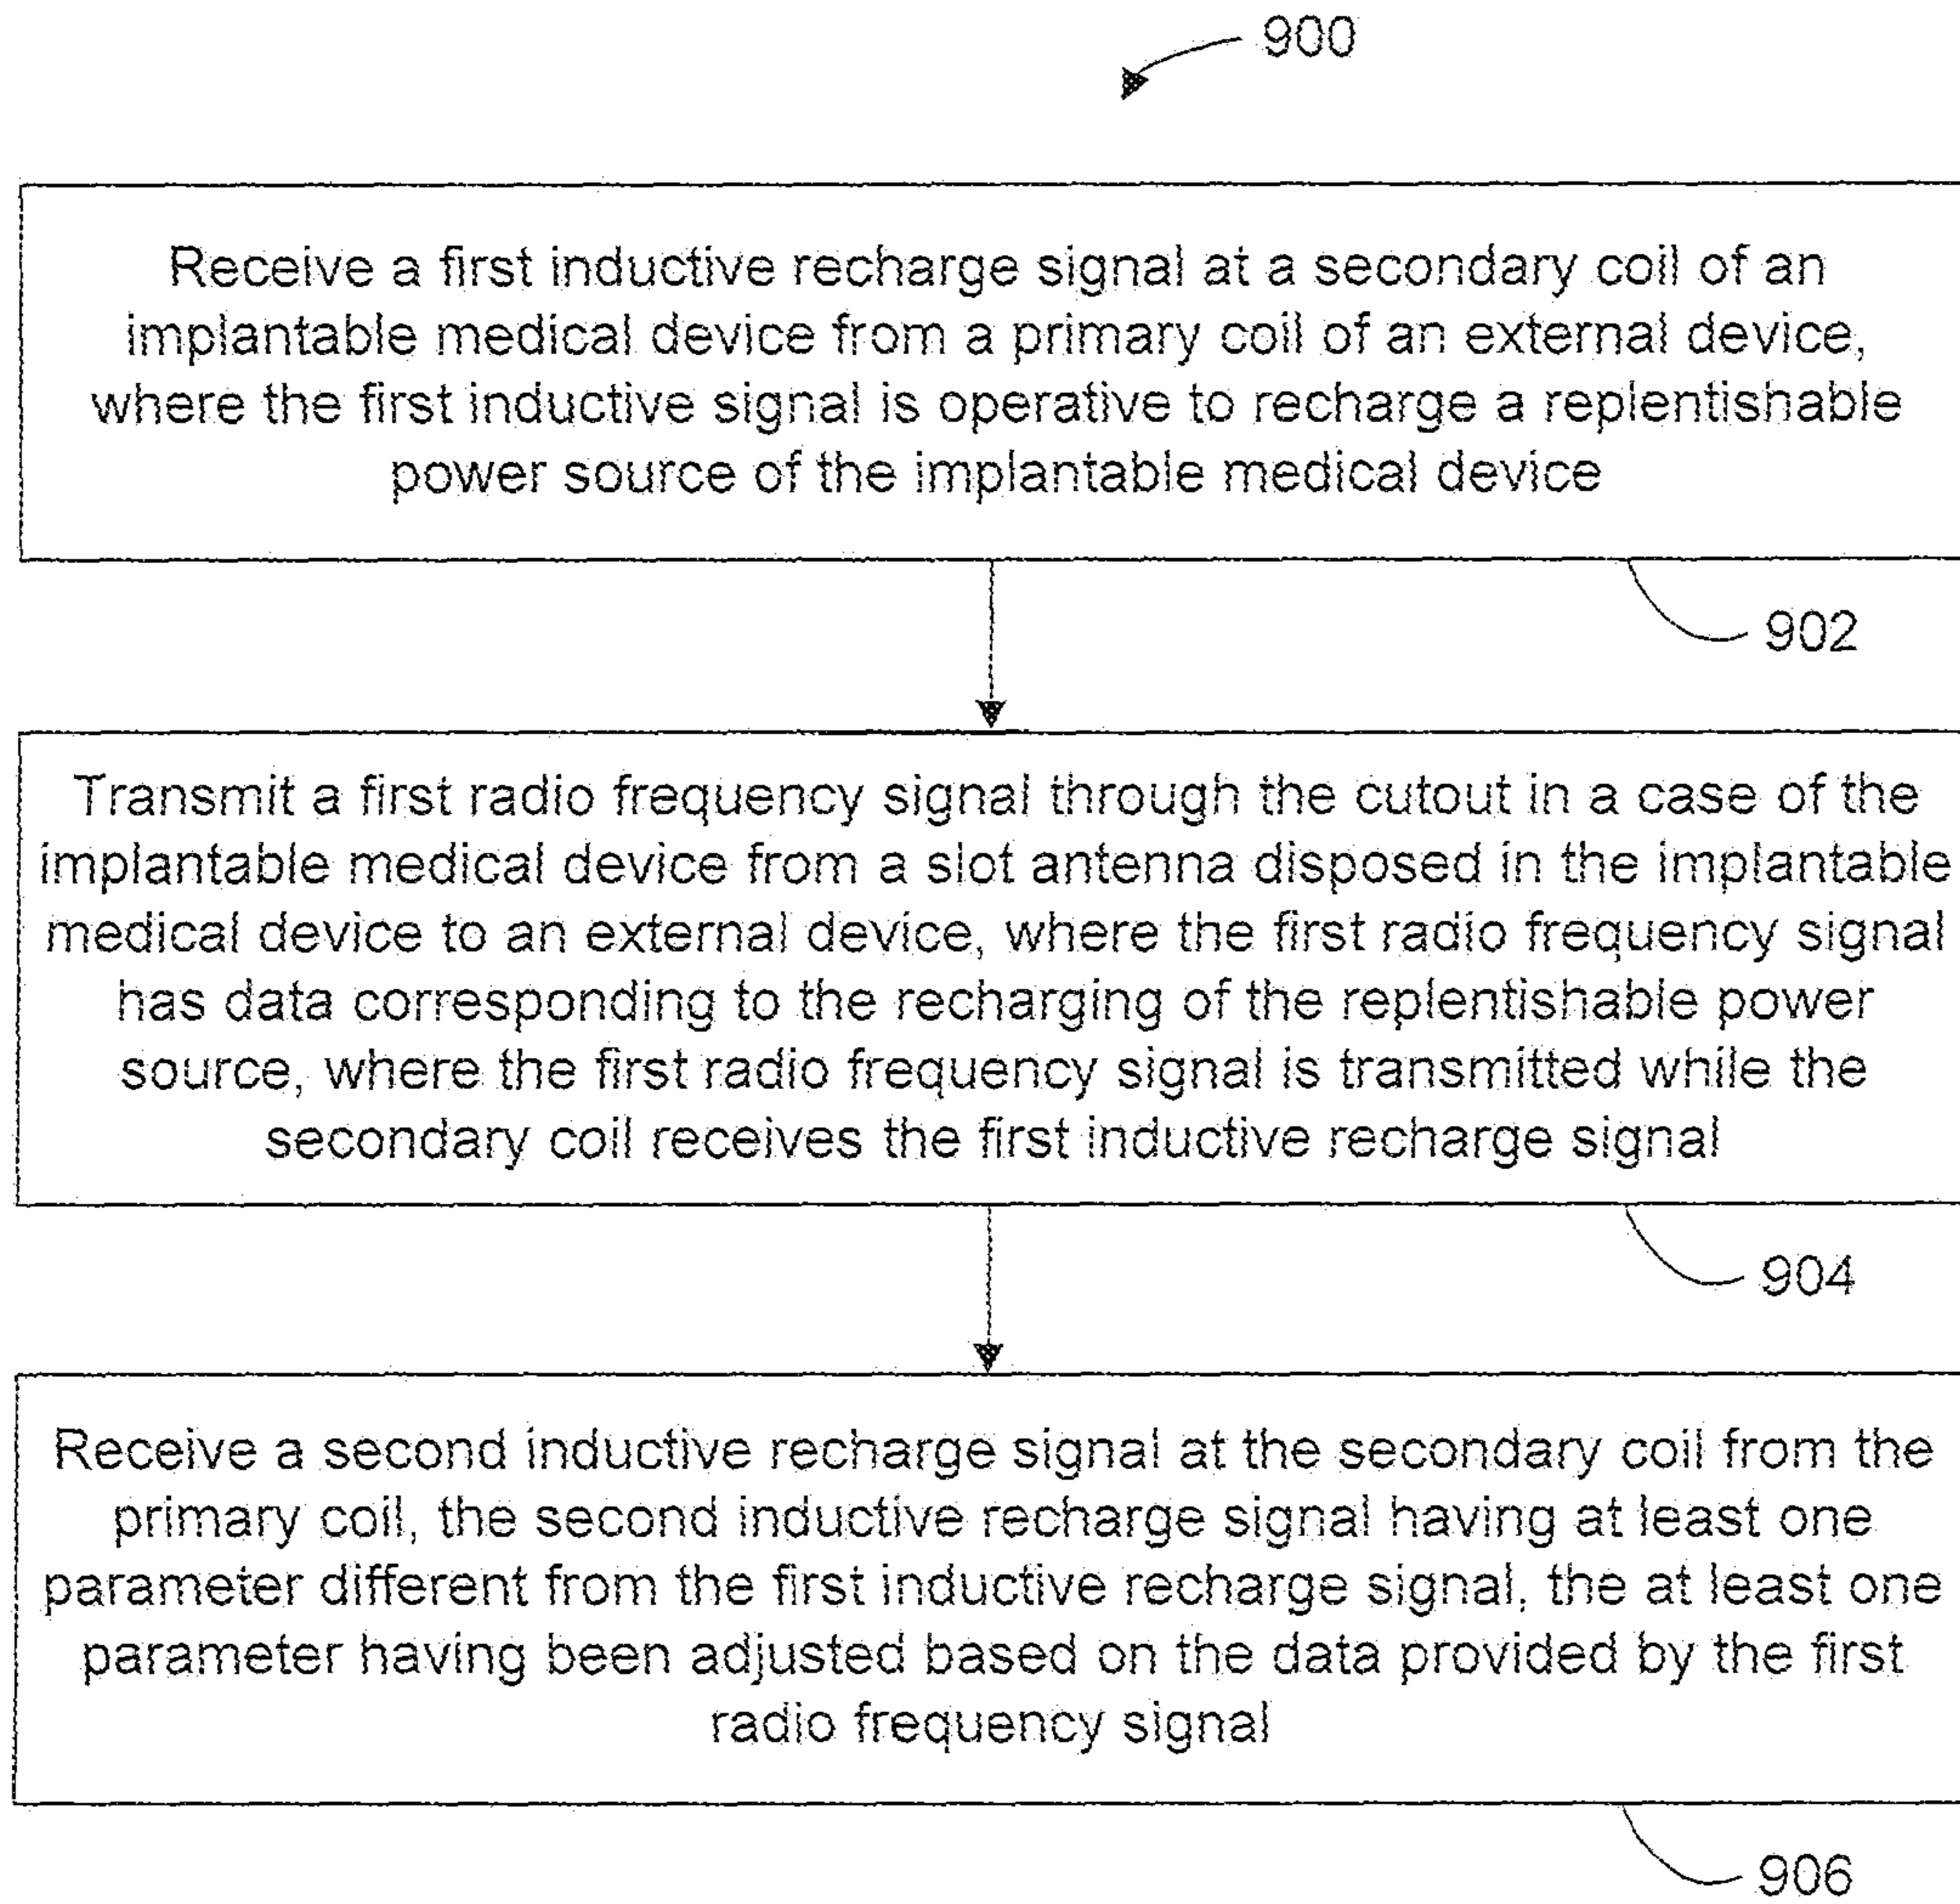 900
Receive a first inductive recharge signal at a secondary coil of an
implantable medical device from a primary coil of an external device,
where the first inductive signal is operative to recharge a replentishable
power source of the implantable medical device
902
Transmit a first radio frequency signal through the cutout in a case of the
implantable medical device from a slot antenna disposed in the implantable
medical device to an external device, where the first radio frequency signal
has data corresponding to the recharging of the replentishable power
source, where the first radio frequency signal is transmitted while the
secondary coil receives the first inductive recharge signal
904
Receive a second inductive recharge signal at the secondary coil from the
primary coil, the second inductive recharge signal having at least one
parameter different from the first inductive recharge signal, the at least one
parameter having been adjusted based on the data provided by the first
radio frequency signal
906